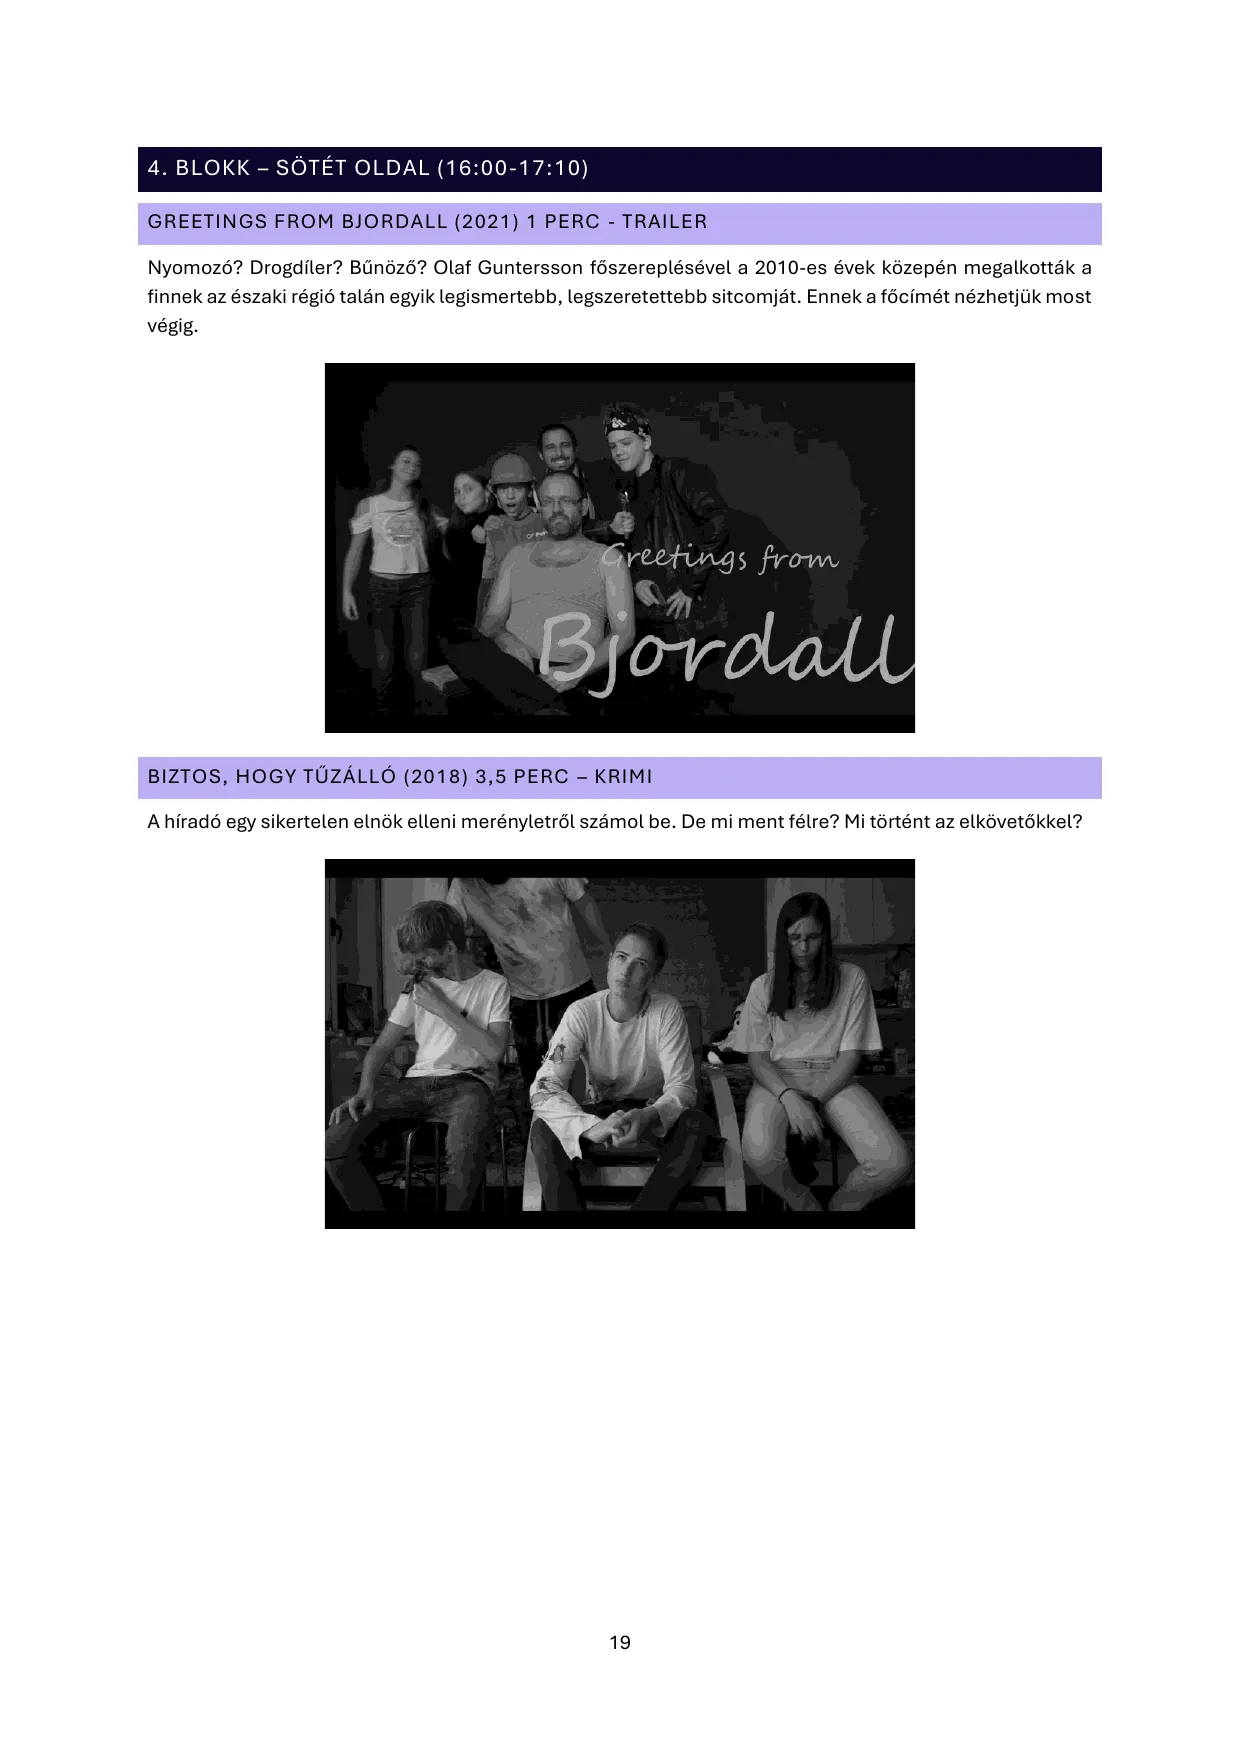 4. BLOKK – SÖTÉT OLDAL (16:00-17:10)
GREETINGS FROM BJORDALL (2021) 1 PERC - TRAILER
Nyomozó? Drogdíler? Bűnöző? Olaf Guntersson főszereplésével a 2010-es évek közepén megalkották a
finnek az északi régió talán egyik legismertebb, legszeretettebb sitcomját. Ennek a főcímét nézhetjük most
végig.
Greetings from
Bjordall
BIZTOS, HOGY TŰZÁLLÓ (2018) 3,5 PERC – KRIMI
A híradó egy sikertelen elnök elleni merényletről számol be. De mi ment félre? Mi történt az elkövetőkkel?
19